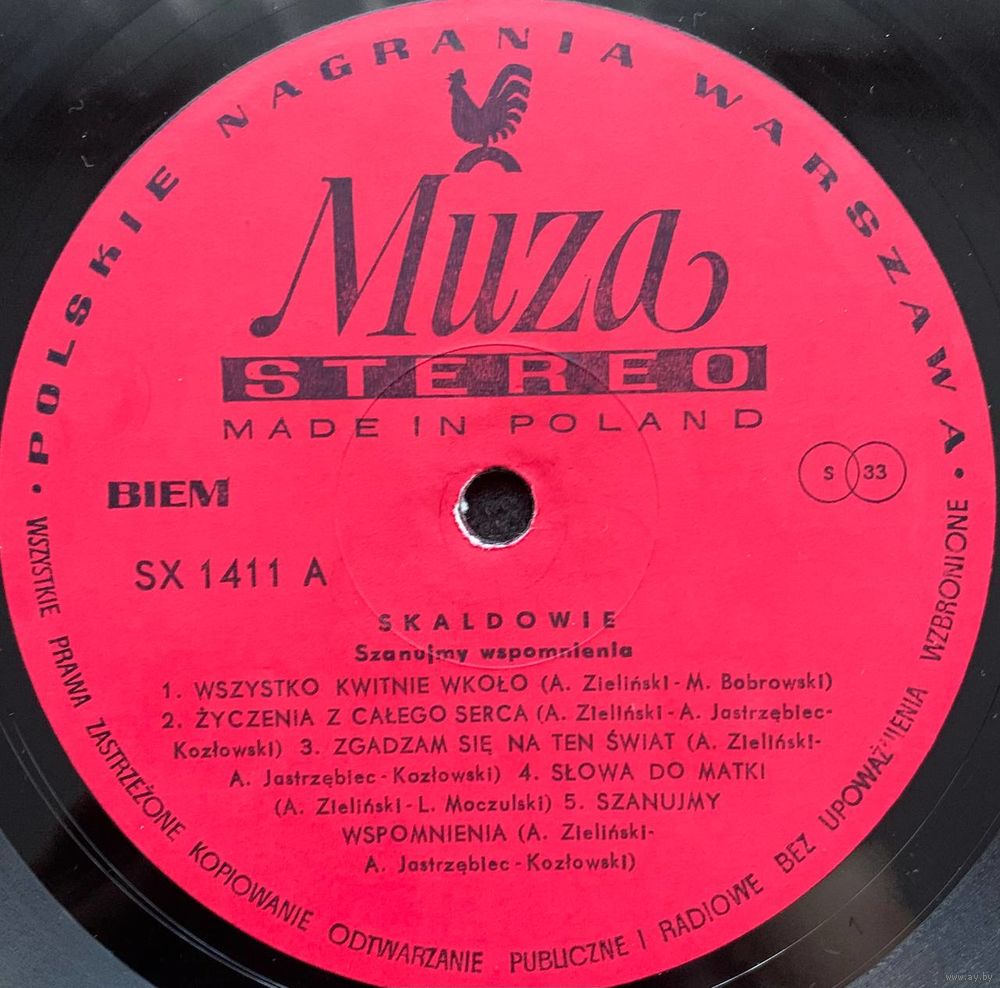 • POLSKIE NAGRANIA WARSZAWA •
Muza
STEREO
MADE IN POLAND
BIEM
S 33
SX 1411 A
SKALDOWIE
Szanujmy wspomnienia
1. WSZYSTKO KWITNIE WKOŁO (A. Zieliński - M. Bobrowski)
2. ŻYCZENIA Z CAŁEGO SERCA (A. Zieliński - A. Jastrzębiec-
Kozłowski) 3. ZGADZAM SIĘ NA TEN ŚWIAT (A. Zieliński-
A. Jastrzębiec - Kozłowski) 4. SŁOWA DO MATKI
(A. Zieliński - L. Moczulski) 5. SZANUJMY
WSPOMNIENIA (A. Zieliński-
A. Jastrzębiec - Kozłowski)
WSZYSTKIE PRAWA ZASTRZEŻONE KOPIOWANIE ODTWARZANIE PUBLICZNE I RADIOWE BEZ UPOWAŻNIENIA WZBRONIONE
1
www.ay.by